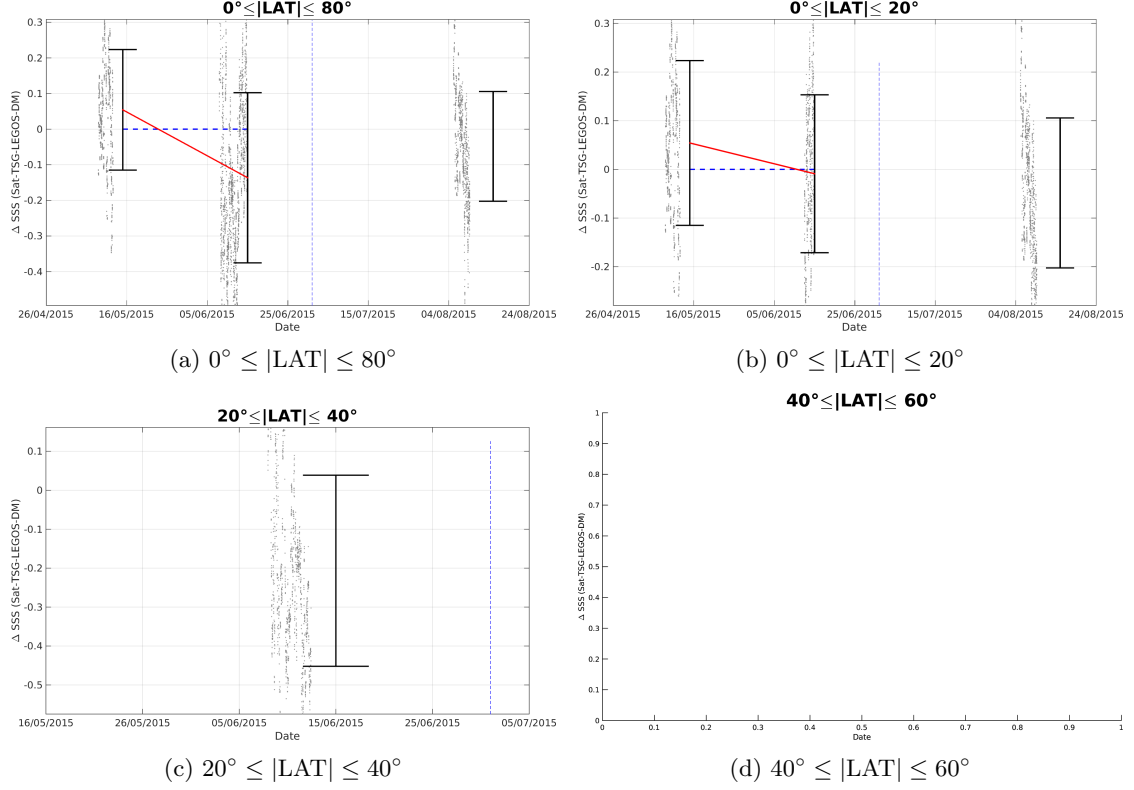 0°≤|LAT|≤ 80°
0.3
0.2
0.1
0
-0.1
-0.2
-0.3
-0.4
Δ SSS (Sat-TSG-LEGOS-DM)
26/04/2015 16/05/2015 05/06/2015 25/06/2015 15/07/2015 04/08/2015 24/08/2015
Date
(a) 0° ≤ |LAT| ≤ 80°
0°≤|LAT|≤ 20°
0.3
0.2
0.1
0
-0.1
-0.2
Δ SSS (Sat-TSG-LEGOS-DM)
26/04/2015 16/05/2015 05/06/2015 25/06/2015 15/07/2015 04/08/2015 24/08/2015
Date
(b) 0° ≤ |LAT| ≤ 20°
20°≤|LAT|≤ 40°
0.1
0
-0.1
-0.2
-0.3
-0.4
-0.5
Δ SSS (Sat-TSG-LEGOS-DM)
16/05/2015 26/05/2015 05/06/2015 15/06/2015 25/06/2015 05/07/2015
Date
(c) 20° ≤ |LAT| ≤ 40°
40°≤|LAT|≤ 60°
1
0.9
0.8
0.7
0.6
0.5
0.4
0.3
0.2
0.1
0
Δ SSS (Sat-TSG-LEGOS-DM)
0 0.1 0.2 0.3 0.4 0.5 0.6 0.7 0.8 0.9 1
Date
(d) 40° ≤ |LAT| ≤ 60°